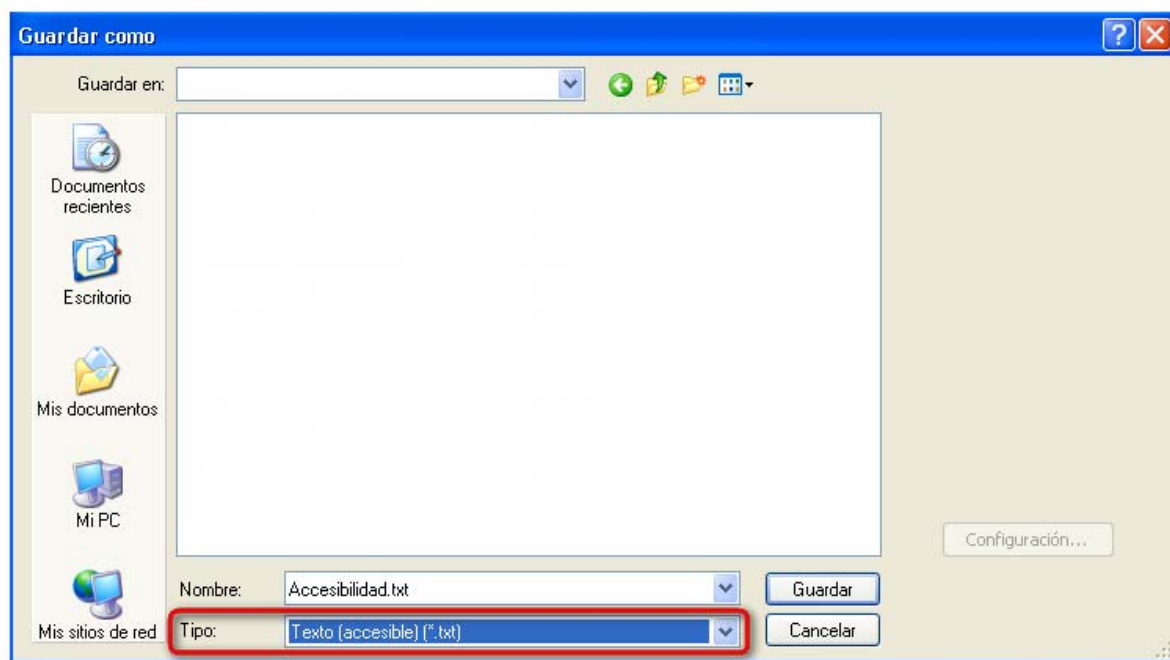 Guardar como
Guardar en:
Documentos
recientes
Escritorio
Mis documentos
Mi PC
Mis sitios de red
Configuración...
Nombre: Accesibilidad.txt Guardar
Tipo: Texto (accesible) (*.txt) Cancelar